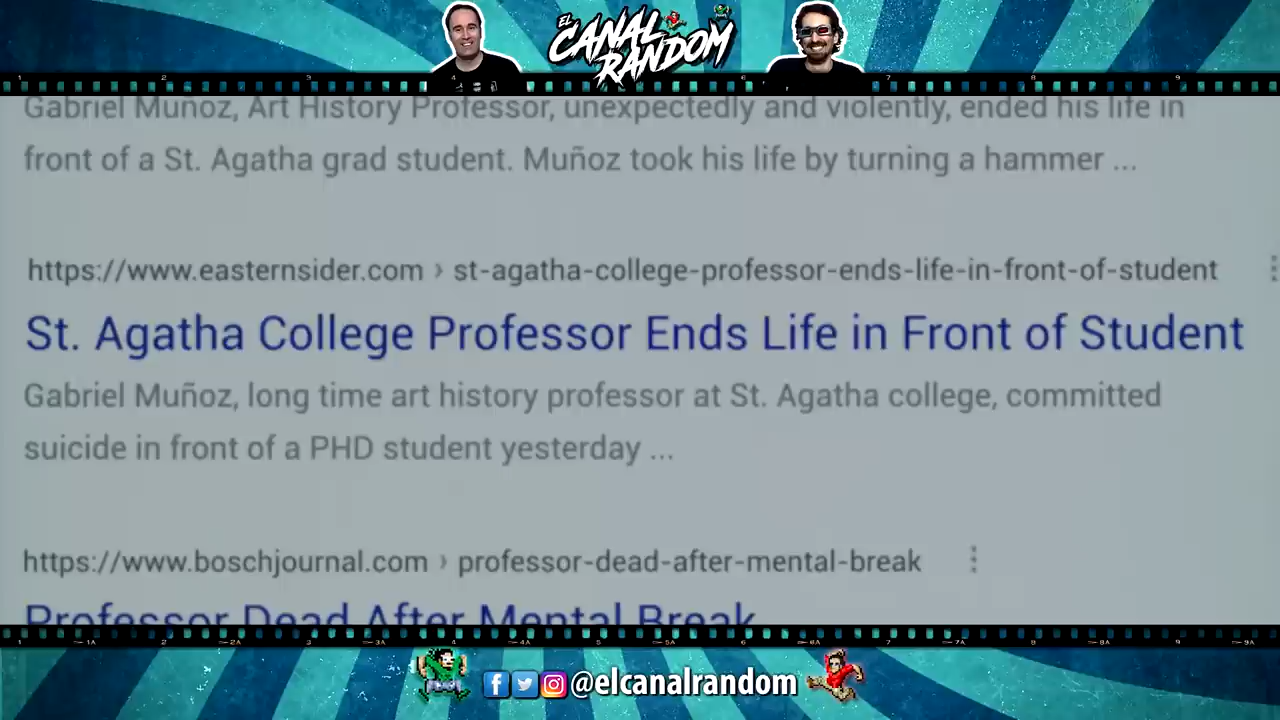 EL
CANAL
RANDOM
Gabriel Muñoz, Art History Professor, unexpectedly and violently, ended his life in
front of a St. Agatha grad student. Muñoz took his life by turning a hammer ...
https://www.easternsider.com › st-agatha-college-professor-ends-life-in-front-of-student
St. Agatha College Professor Ends Life in Front of Student
Gabriel Muñoz, long time art history professor at St. Agatha college, committed
suicide in front of a PHD student yesterday ...
https://www.boschjournal.com › professor-dead-after-mental-break
Professor Dead After Mental Break
@elcanalrandom